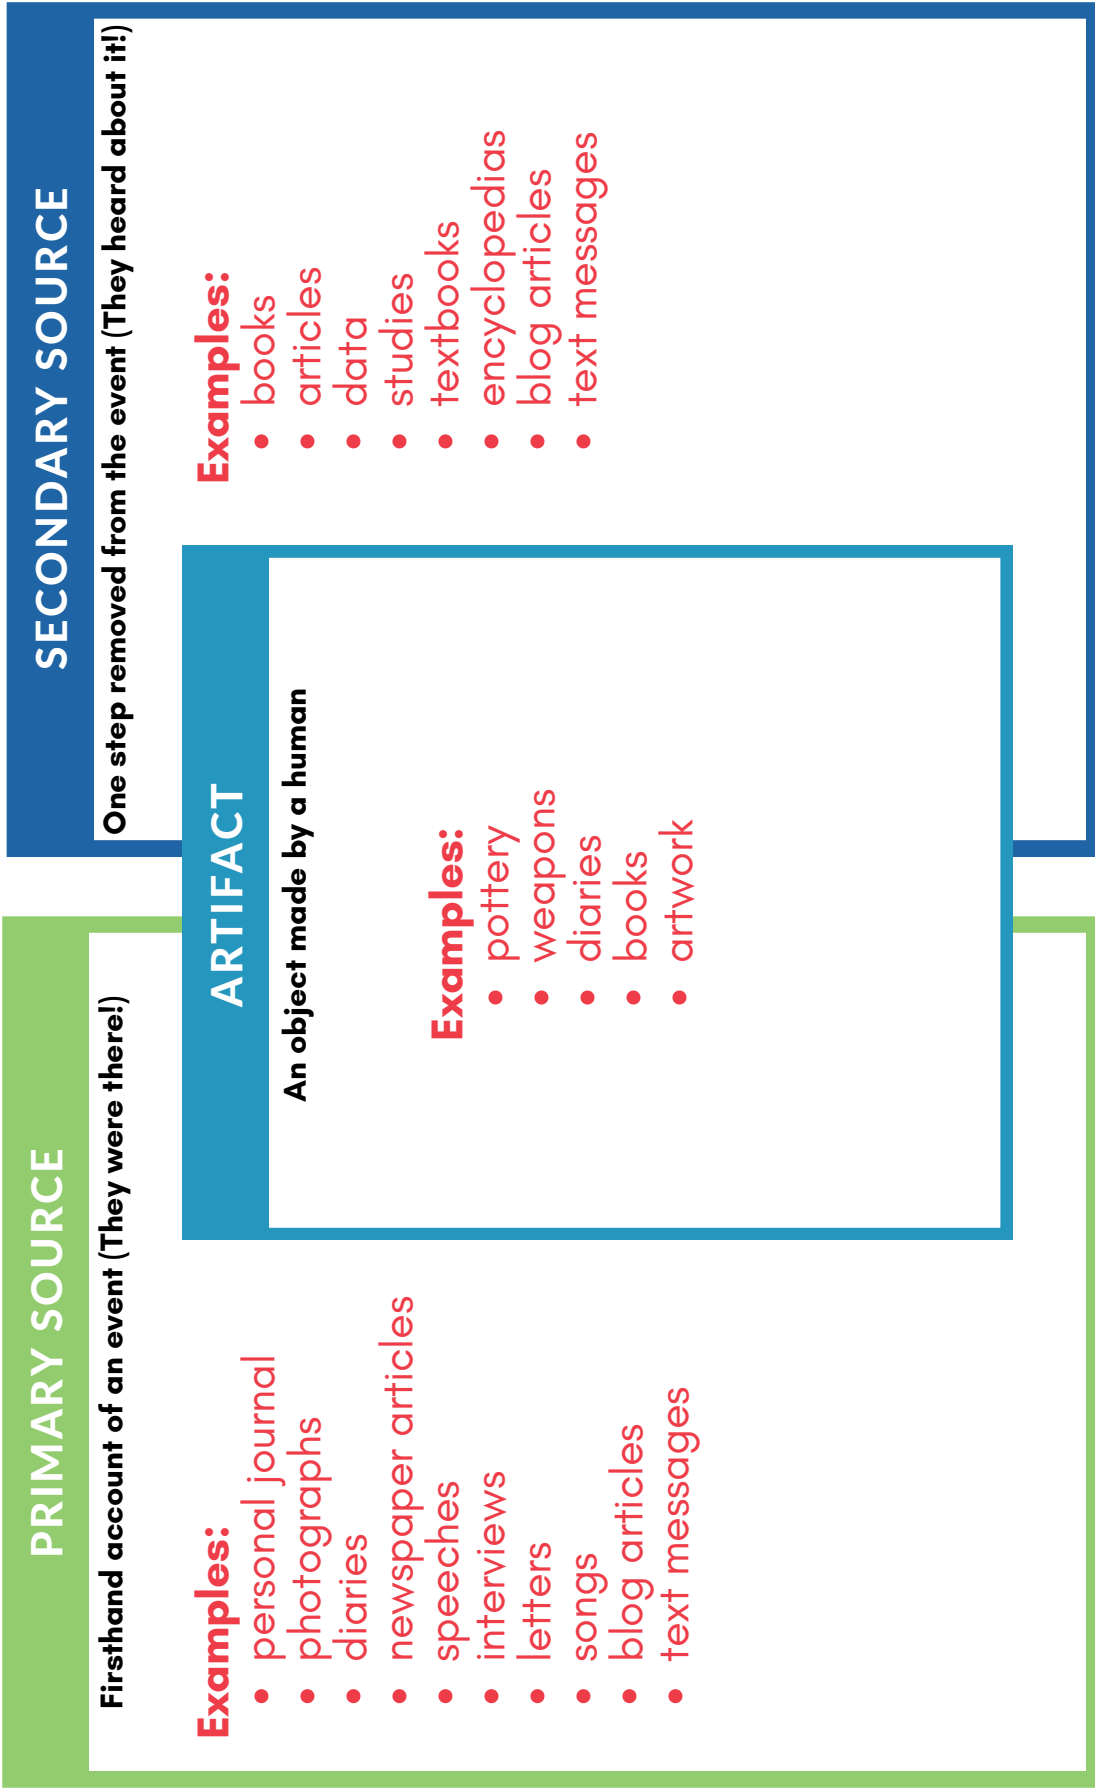 PRIMARY SOURCE
Firsthand account of an event (They were there!)
Examples:
• personal journal
• photographs
• diaries
• newspaper articles
• speeches
• interviews
• letters
• songs
• blog articles
• text messages
ARTIFACT
An object made by a human
Examples:
• pottery
• weapons
• diaries
• books
• artwork
SECONDARY SOURCE
One step removed from the event (They heard about it!)
Examples:
• books
• articles
• data
• studies
• textbooks
• encyclopedias
• blog articles
• text messages